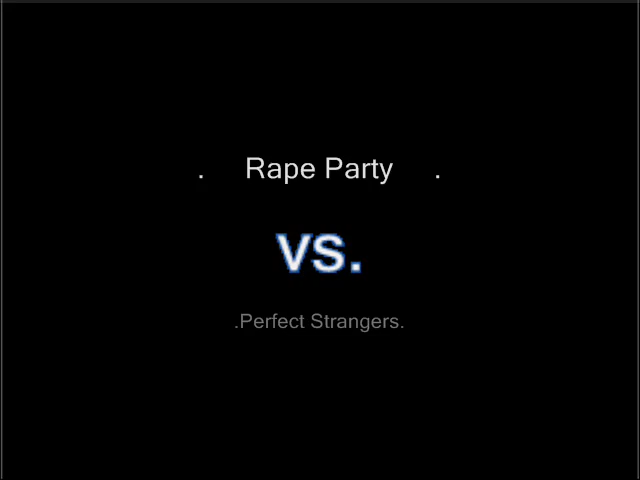 . Rape Party .
VS.
.Perfect Strangers.